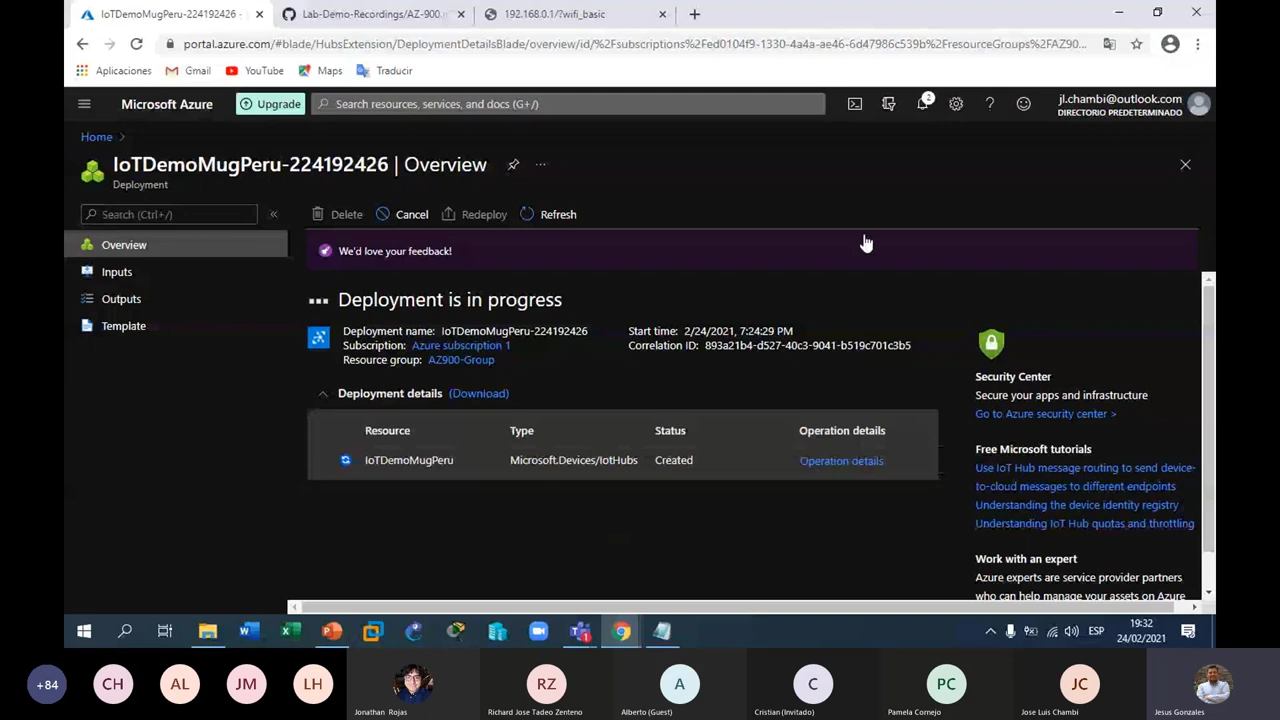 IoTDemoMugPeru-224192426 -
Lab-Demo-Recordings/AZ-900.m
192.168.0.1/?wifi_basic
portal.azure.com/#blade/HubsExtension/DeploymentDetailsBlade/overview/id/%2Fsubscriptions%2Fed0104f9-1330-4a4a-ae46-6d47986c539b%2FresourceGroups%2FAZ90...
Aplicaciones
Gmail
YouTube
Maps
Traducir
Microsoft Azure
Upgrade
Search resources, services, and docs (G+/)
2
jl.chambi@outlook.com
DIRECTORIO PREDETERMINADO
Home >
IoTDemoMugPeru-224192426 | Overview
Deployment
Search (Ctrl+/)
Delete
Cancel
Redeploy
Refresh
Overview
Inputs
Outputs
Template
We'd love your feedback!
Deployment is in progress
Deployment name: IoTDemoMugPeru-224192426
Subscription: Azure subscription 1
Resource group: AZ900-Group
Start time: 2/24/2021, 7:24:29 PM
Correlation ID: 893a21b4-d527-40c3-9041-b519c701c3b5
Deployment details (Download)
Resource Type Status Operation details
IoTDemoMugPeru Microsoft.Devices/IotHubs Created Operation details
Security Center
Secure your apps and infrastructure
Go to Azure security center >
Free Microsoft tutorials
Use IoT Hub message routing to send device-
to-cloud messages to different endpoints
Understanding the device identity registry
Understanding IoT Hub quotas and throttling
Work with an expert
Azure experts are service provider partners
who can help manage your assets on Azure
ESP
19:32
24/02/2021
+84
CH
AL
JM
LH
Jonathan Rojas
RZ
Richard Jose Tadeo Zenteno
A
Alberto (Guest)
C
Cristian (Invitado)
PC
Pamela Cornejo
JC
Jose Luis Chambi
Jesus Gonzales